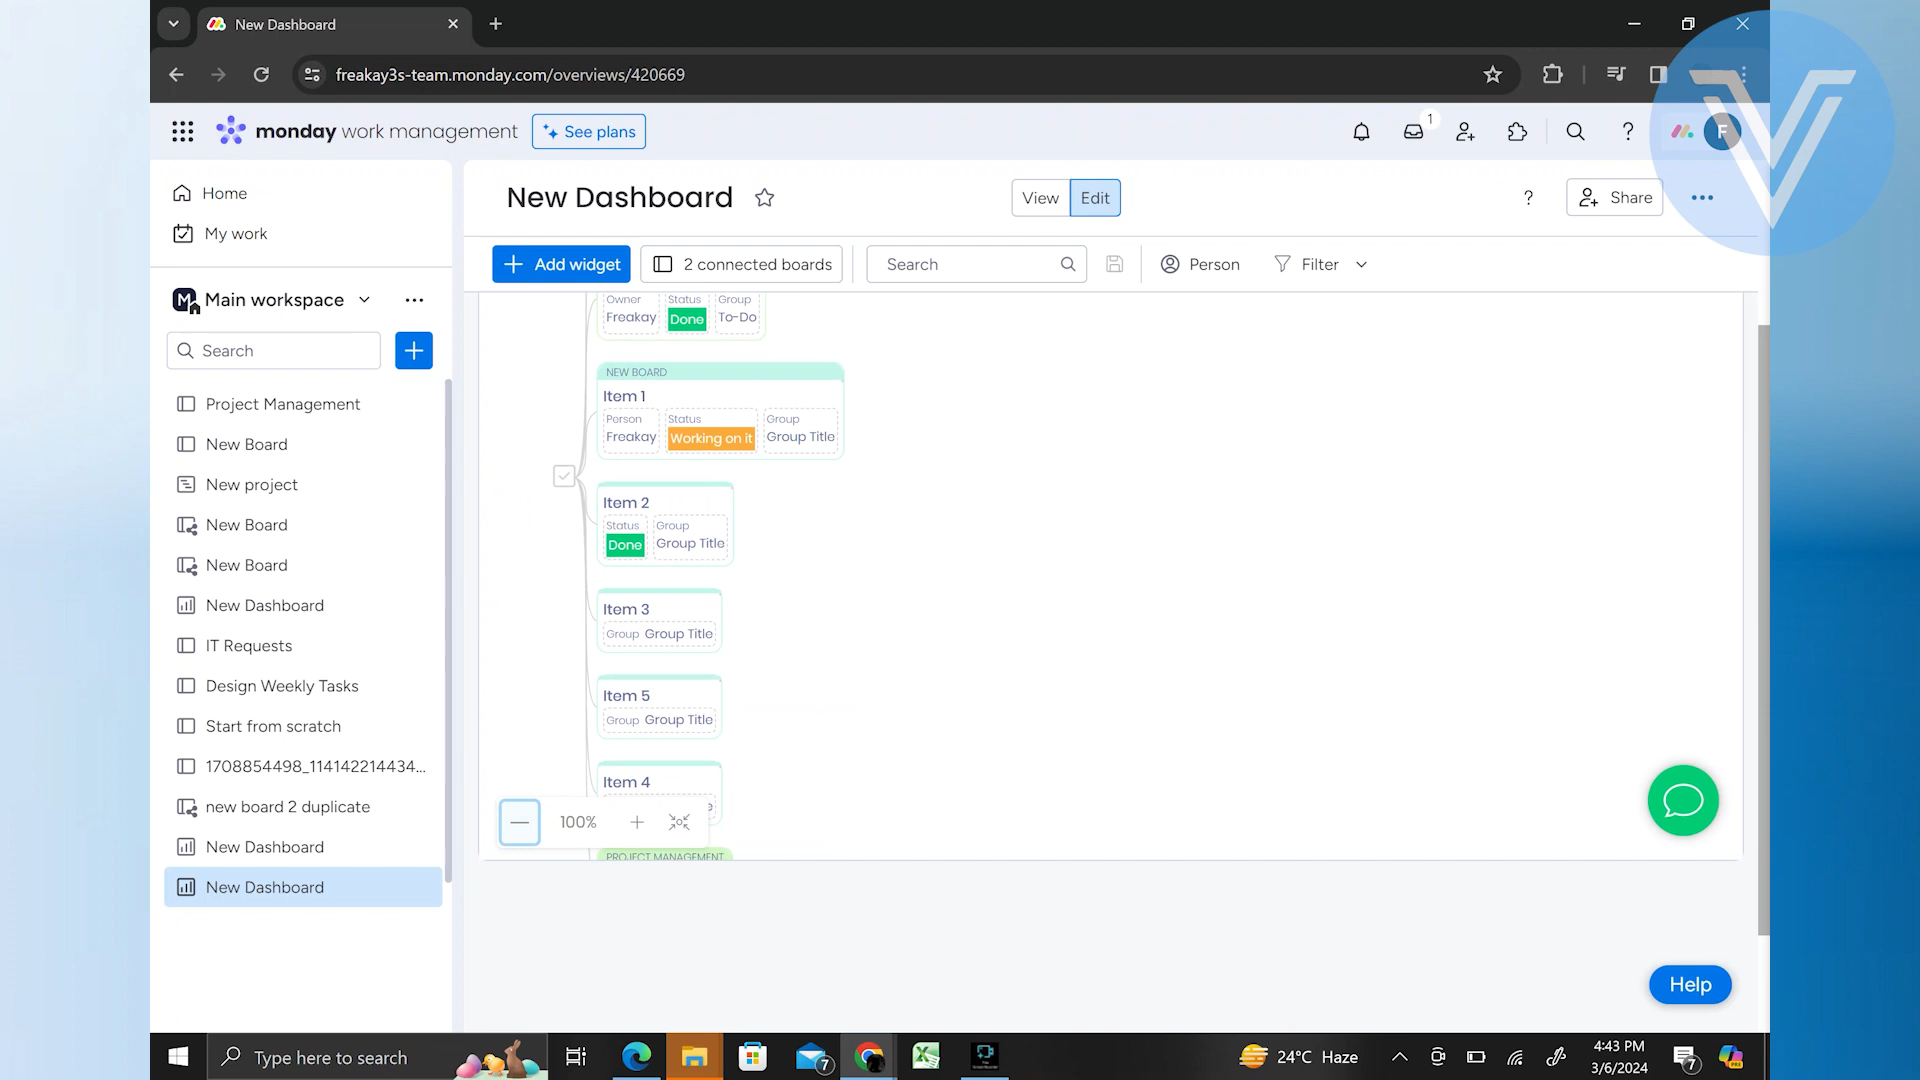 New Dashboard
freakay3s-team.monday.com/overviews/420669
monday work management
See plans
1
F
Home
My work
Main workspace
Search
Project Management
New Board
New project
New Board
New Board
New Dashboard
IT Requests
Design Weekly Tasks
Start from scratch
1708854498_114142214434...
new board 2 duplicate
New Dashboard
New Dashboard
New Dashboard
View
Edit
?
Share
Add widget
2 connected boards
Search
Person
Filter
Owner Status Group
Freakay Done To-Do
NEW BOARD
Item 1
Person Status Group
Freakay Working on it Group Title
Item 2
Status Group
Done Group Title
Item 3
Group Group Title
Item 5
Group Group Title
Item 4
100%
PROJECT MANAGEMENT
Help
Type here to search
7
24°C Haze
4:43 PM
3/6/2024
7